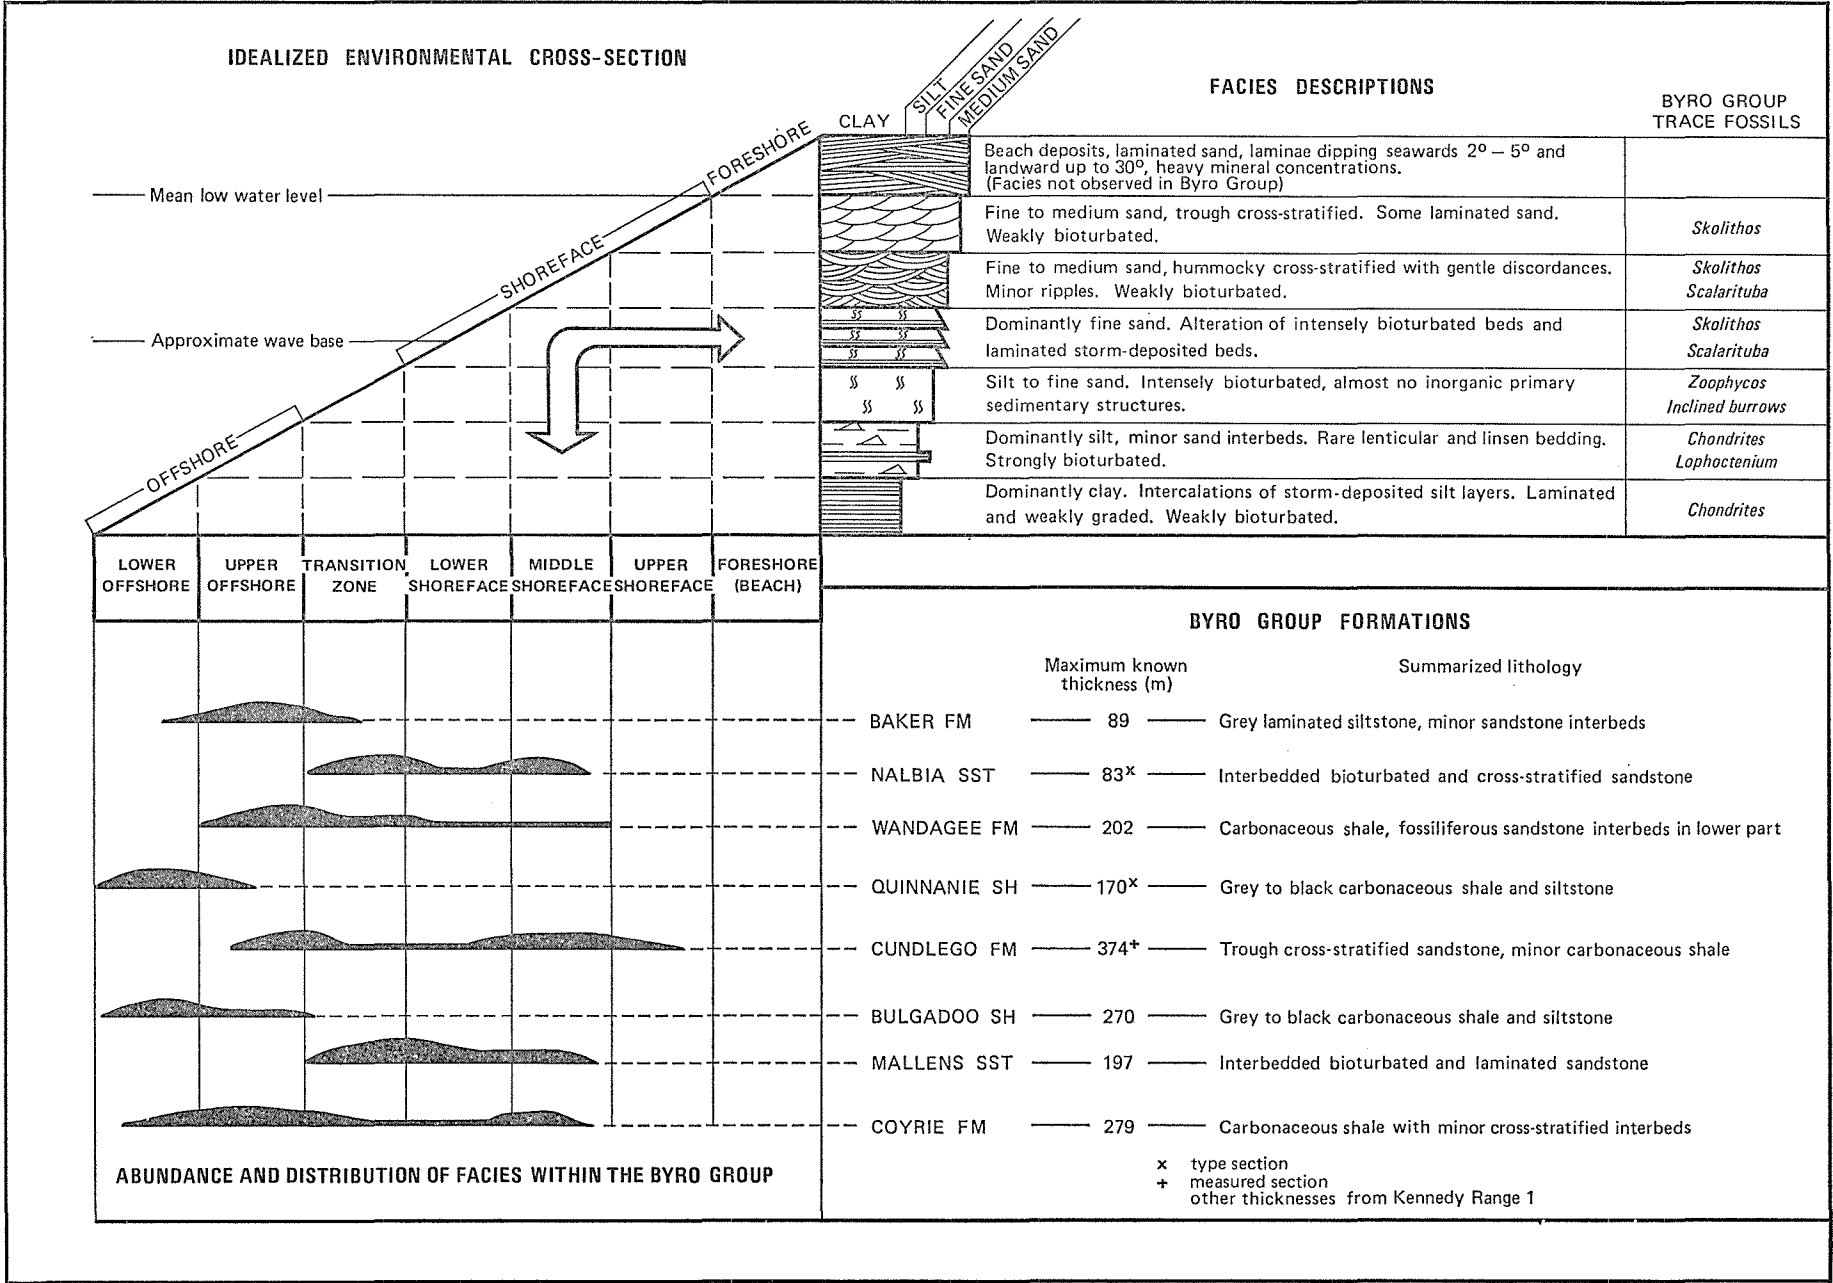 IDEALIZED ENVIRONMENTAL CROSS-SECTION
Mean low water level
Approximate wave base
OFFSHORE
SHOREFACE
FORESHORE
CLAY
SILT
FINE SAND
MEDIUM SAND
FACIES DESCRIPTIONS
BYRO GROUP
TRACE FOSSILS
Beach deposits, laminated sand, laminae dipping seawards 2º – 5º and
landward up to 30º, heavy mineral concentrations.
(Facies not observed in Byro Group)
Fine to medium sand, trough cross-stratified. Some laminated sand.
Weakly bioturbated.
Skolithos
Fine to medium sand, hummocky cross-stratified with gentle discordances.
Minor ripples. Weakly bioturbated.
Skolithos
Scalarituba
Dominantly fine sand. Alteration of intensely bioturbated beds and
laminated storm-deposited beds.
Skolithos
Scalarituba
Silt to fine sand. Intensely bioturbated, almost no inorganic primary
sedimentary structures.
Zoophycos
Inclined burrows
Dominantly silt, minor sand interbeds. Rare lenticular and linsen bedding.
Strongly bioturbated.
Chondrites
Lophoctenium
Dominantly clay. Intercalations of storm-deposited silt layers. Laminated
and weakly graded. Weakly bioturbated.
Chondrites
LOWER OFFSHORE
UPPER OFFSHORE
TRANSITION ZONE
LOWER SHOREFACE
MIDDLE SHOREFACE
UPPER SHOREFACE
FORESHORE (BEACH)
BYRO GROUP FORMATIONS
Maximum known
thickness (m)
Summarized lithology
BAKER FM 89 Grey laminated siltstone, minor sandstone interbeds
NALBIA SST 83x Interbedded bioturbated and cross-stratified sandstone
WANDAGEE FM 202 Carbonaceous shale, fossiliferous sandstone interbeds in lower part
QUINNANIE SH 170x Grey to black carbonaceous shale and siltstone
CUNDLEGO FM 374+ Trough cross-stratified sandstone, minor carbonaceous shale
BULGADOO SH 270 Grey to black carbonaceous shale and siltstone
MALLENS SST 197 Interbedded bioturbated and laminated sandstone
COYRIE FM 279 Carbonaceous shale with minor cross-stratified interbeds
x type section
+ measured section
other thicknesses from Kennedy Range 1
ABUNDANCE AND DISTRIBUTION OF FACIES WITHIN THE BYRO GROUP